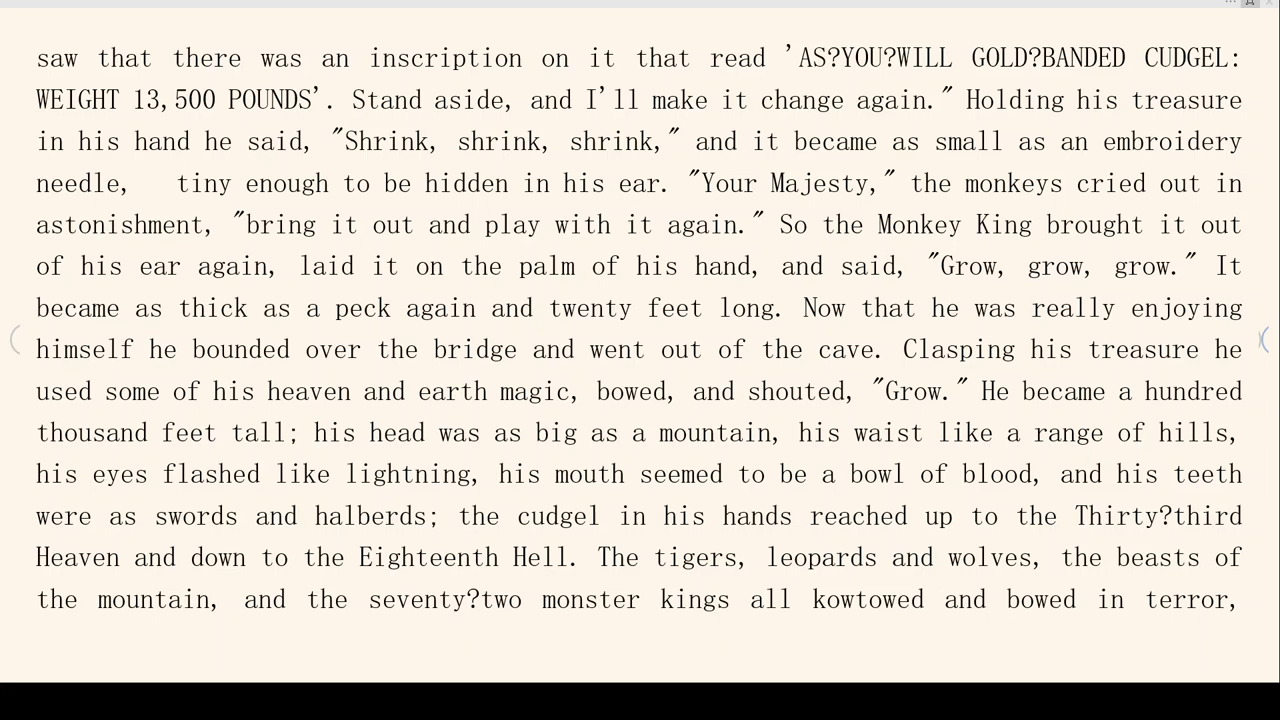 saw that there was an inscription on it that read 'AS?YOU?WILL GOLD?BANDED CUDGEL:
WEIGHT 13,500 POUNDS'. Stand aside, and I'll make it change again." Holding his treasure
in his hand he said, "Shrink, shrink, shrink," and it became as small as an embroidery
needle,   tiny enough to be hidden in his ear. "Your Majesty," the monkeys cried out in
astonishment, "bring it out and play with it again." So the Monkey King brought it out
of his ear again, laid it on the palm of his hand, and said, "Grow, grow, grow." It
became as thick as a peck again and twenty feet long. Now that he was really enjoying
himself he bounded over the bridge and went out of the cave. Clasping his treasure he
used some of his heaven and earth magic, bowed, and shouted, "Grow." He became a hundred
thousand feet tall; his head was as big as a mountain, his waist like a range of hills,
his eyes flashed like lightning, his mouth seemed to be a bowl of blood, and his teeth
were as swords and halberds; the cudgel in his hands reached up to the Thirty?third
Heaven and down to the Eighteenth Hell. The tigers, leopards and wolves, the beasts of
the mountain, and the seventy?two monster kings all kowtowed and bowed in terror,